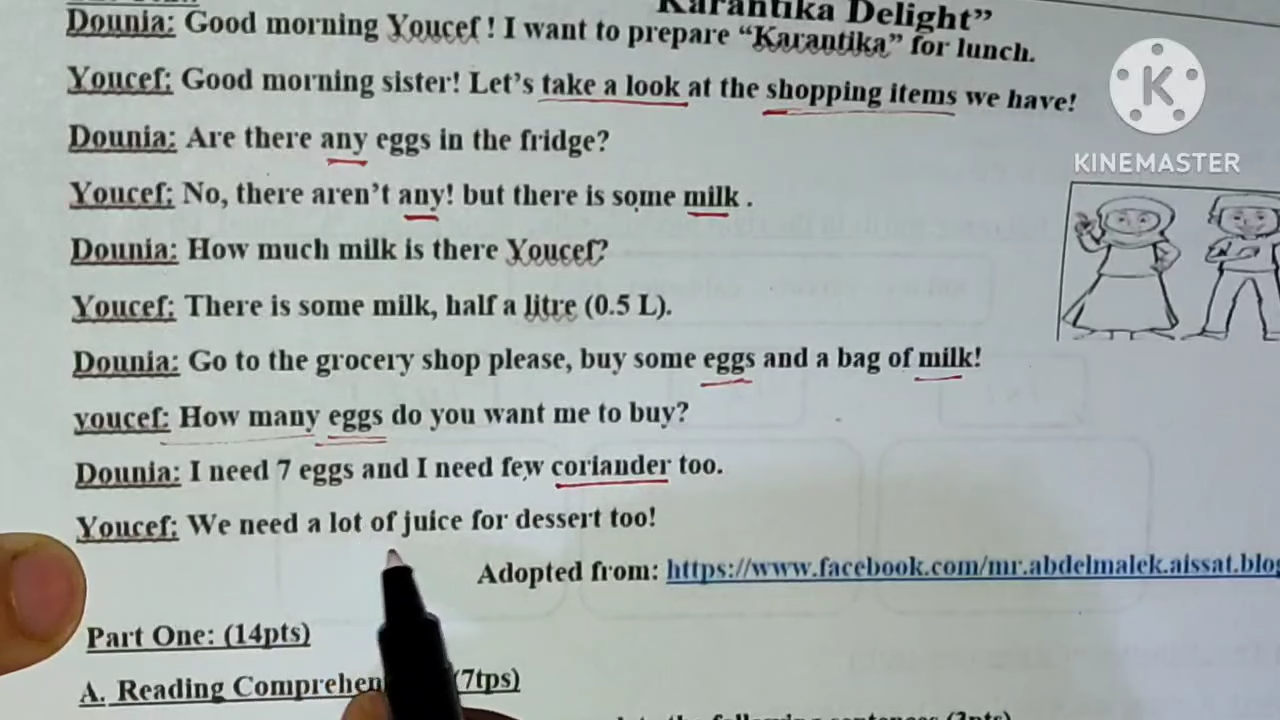 Karantika Delight”
Dounia: Good morning Youcef ! I want to prepare “Karantika” for lunch.
Youcef: Good morning sister! Let’s take a look at the shopping items we have!
KINEMASTER
Dounia: Are there any eggs in the fridge?
Youcef: No, there aren’t any! but there is some milk .
Dounia: How much milk is there Youcef?
Youcef: There is some milk, half a litre (0.5 L).
Dounia: Go to the grocery shop please, buy some eggs and a bag of milk!
youcef: How many eggs do you want me to buy?
Dounia: I need 7 eggs and I need few coriander too.
Youcef: We need a lot of juice for dessert too!
Adopted from: https://www.facebook.com/mr.abdelmalek.aissat.blog
Part One: (14pts)
A. Reading (7tps)
the following sentences